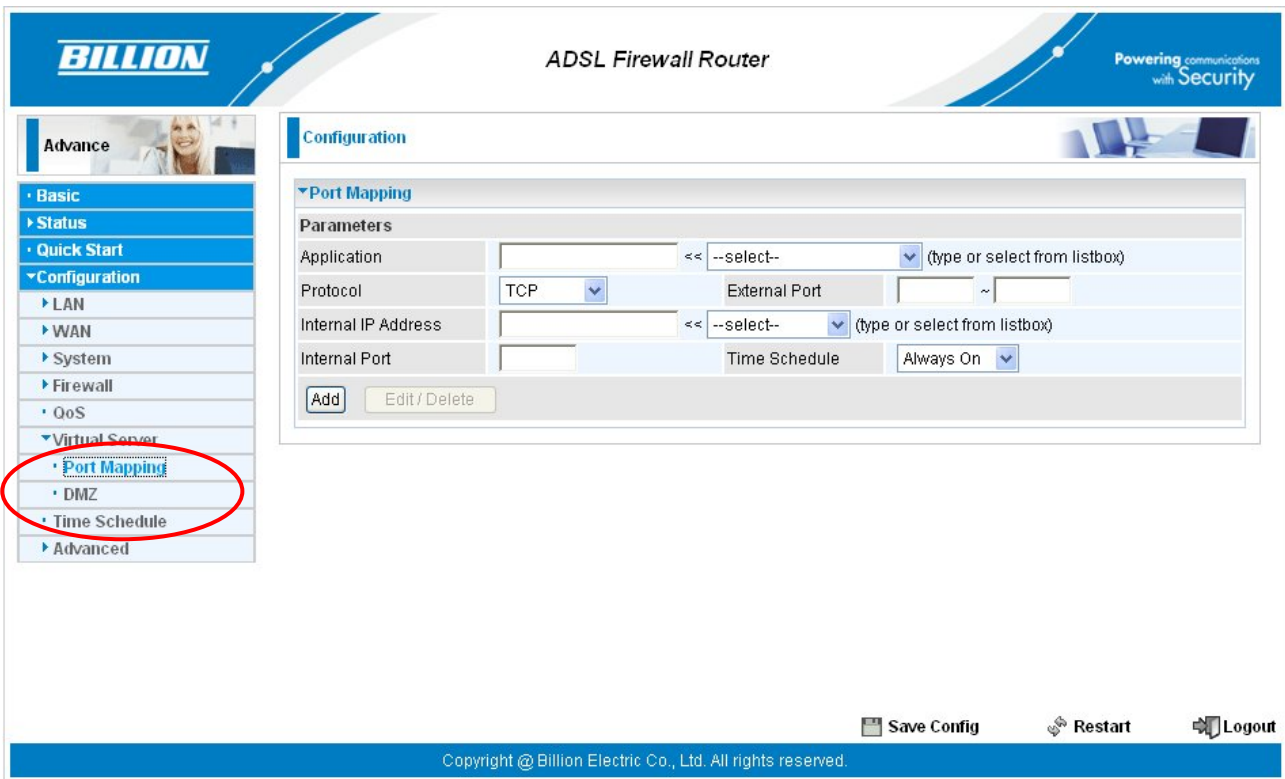 BILLION
ADSL Firewall Router
Powering communications
with Security
Advance
Basic
Status
Quick Start
Configuration
LAN
WAN
System
Firewall
QoS
Virtual Server
Port Mapping
DMZ
Time Schedule
Advanced
Configuration
Port Mapping
Parameters
Application << --select-- (type or select from listbox)
Protocol TCP External Port ~
Internal IP Address << --select-- (type or select from listbox)
Internal Port Time Schedule Always On
Add Edit / Delete
Save Config Restart Logout
Copyright @ Billion Electric Co., Ltd. All rights reserved.